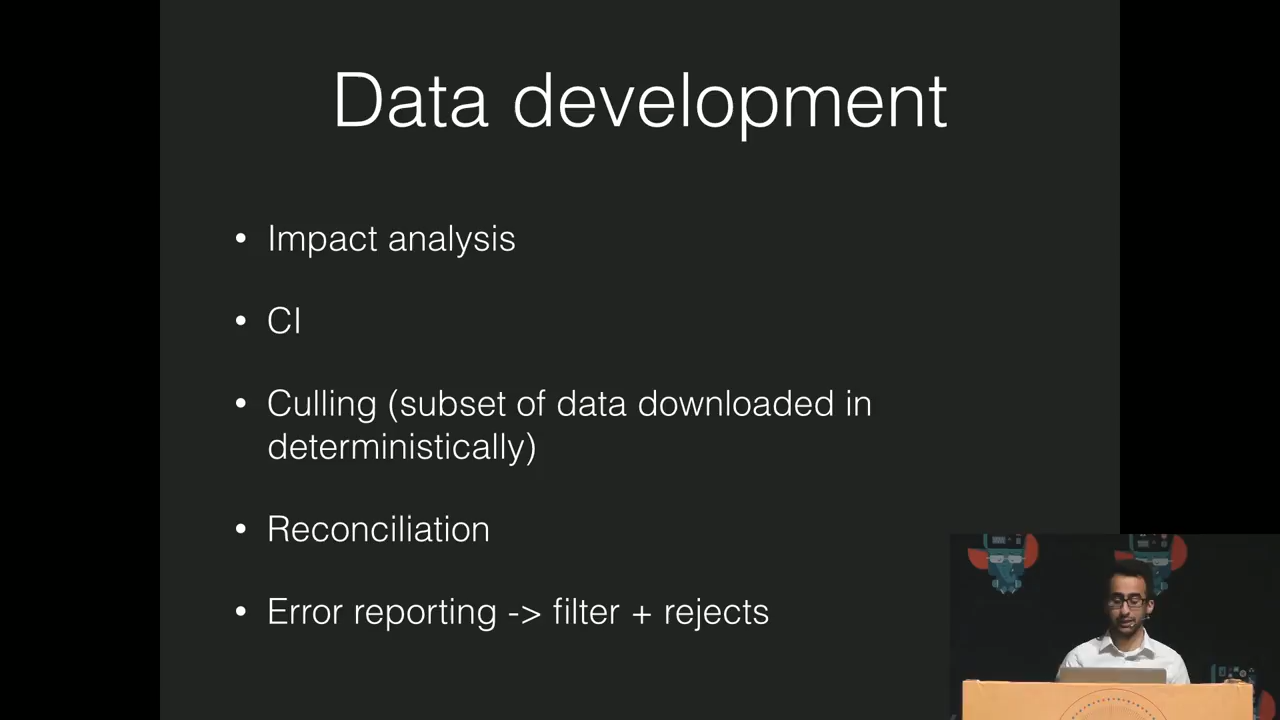 Data development
• Impact analysis
• CI
• Culling (subset of data downloaded in
deterministically)
• Reconciliation
• Error reporting -> filter + rejects